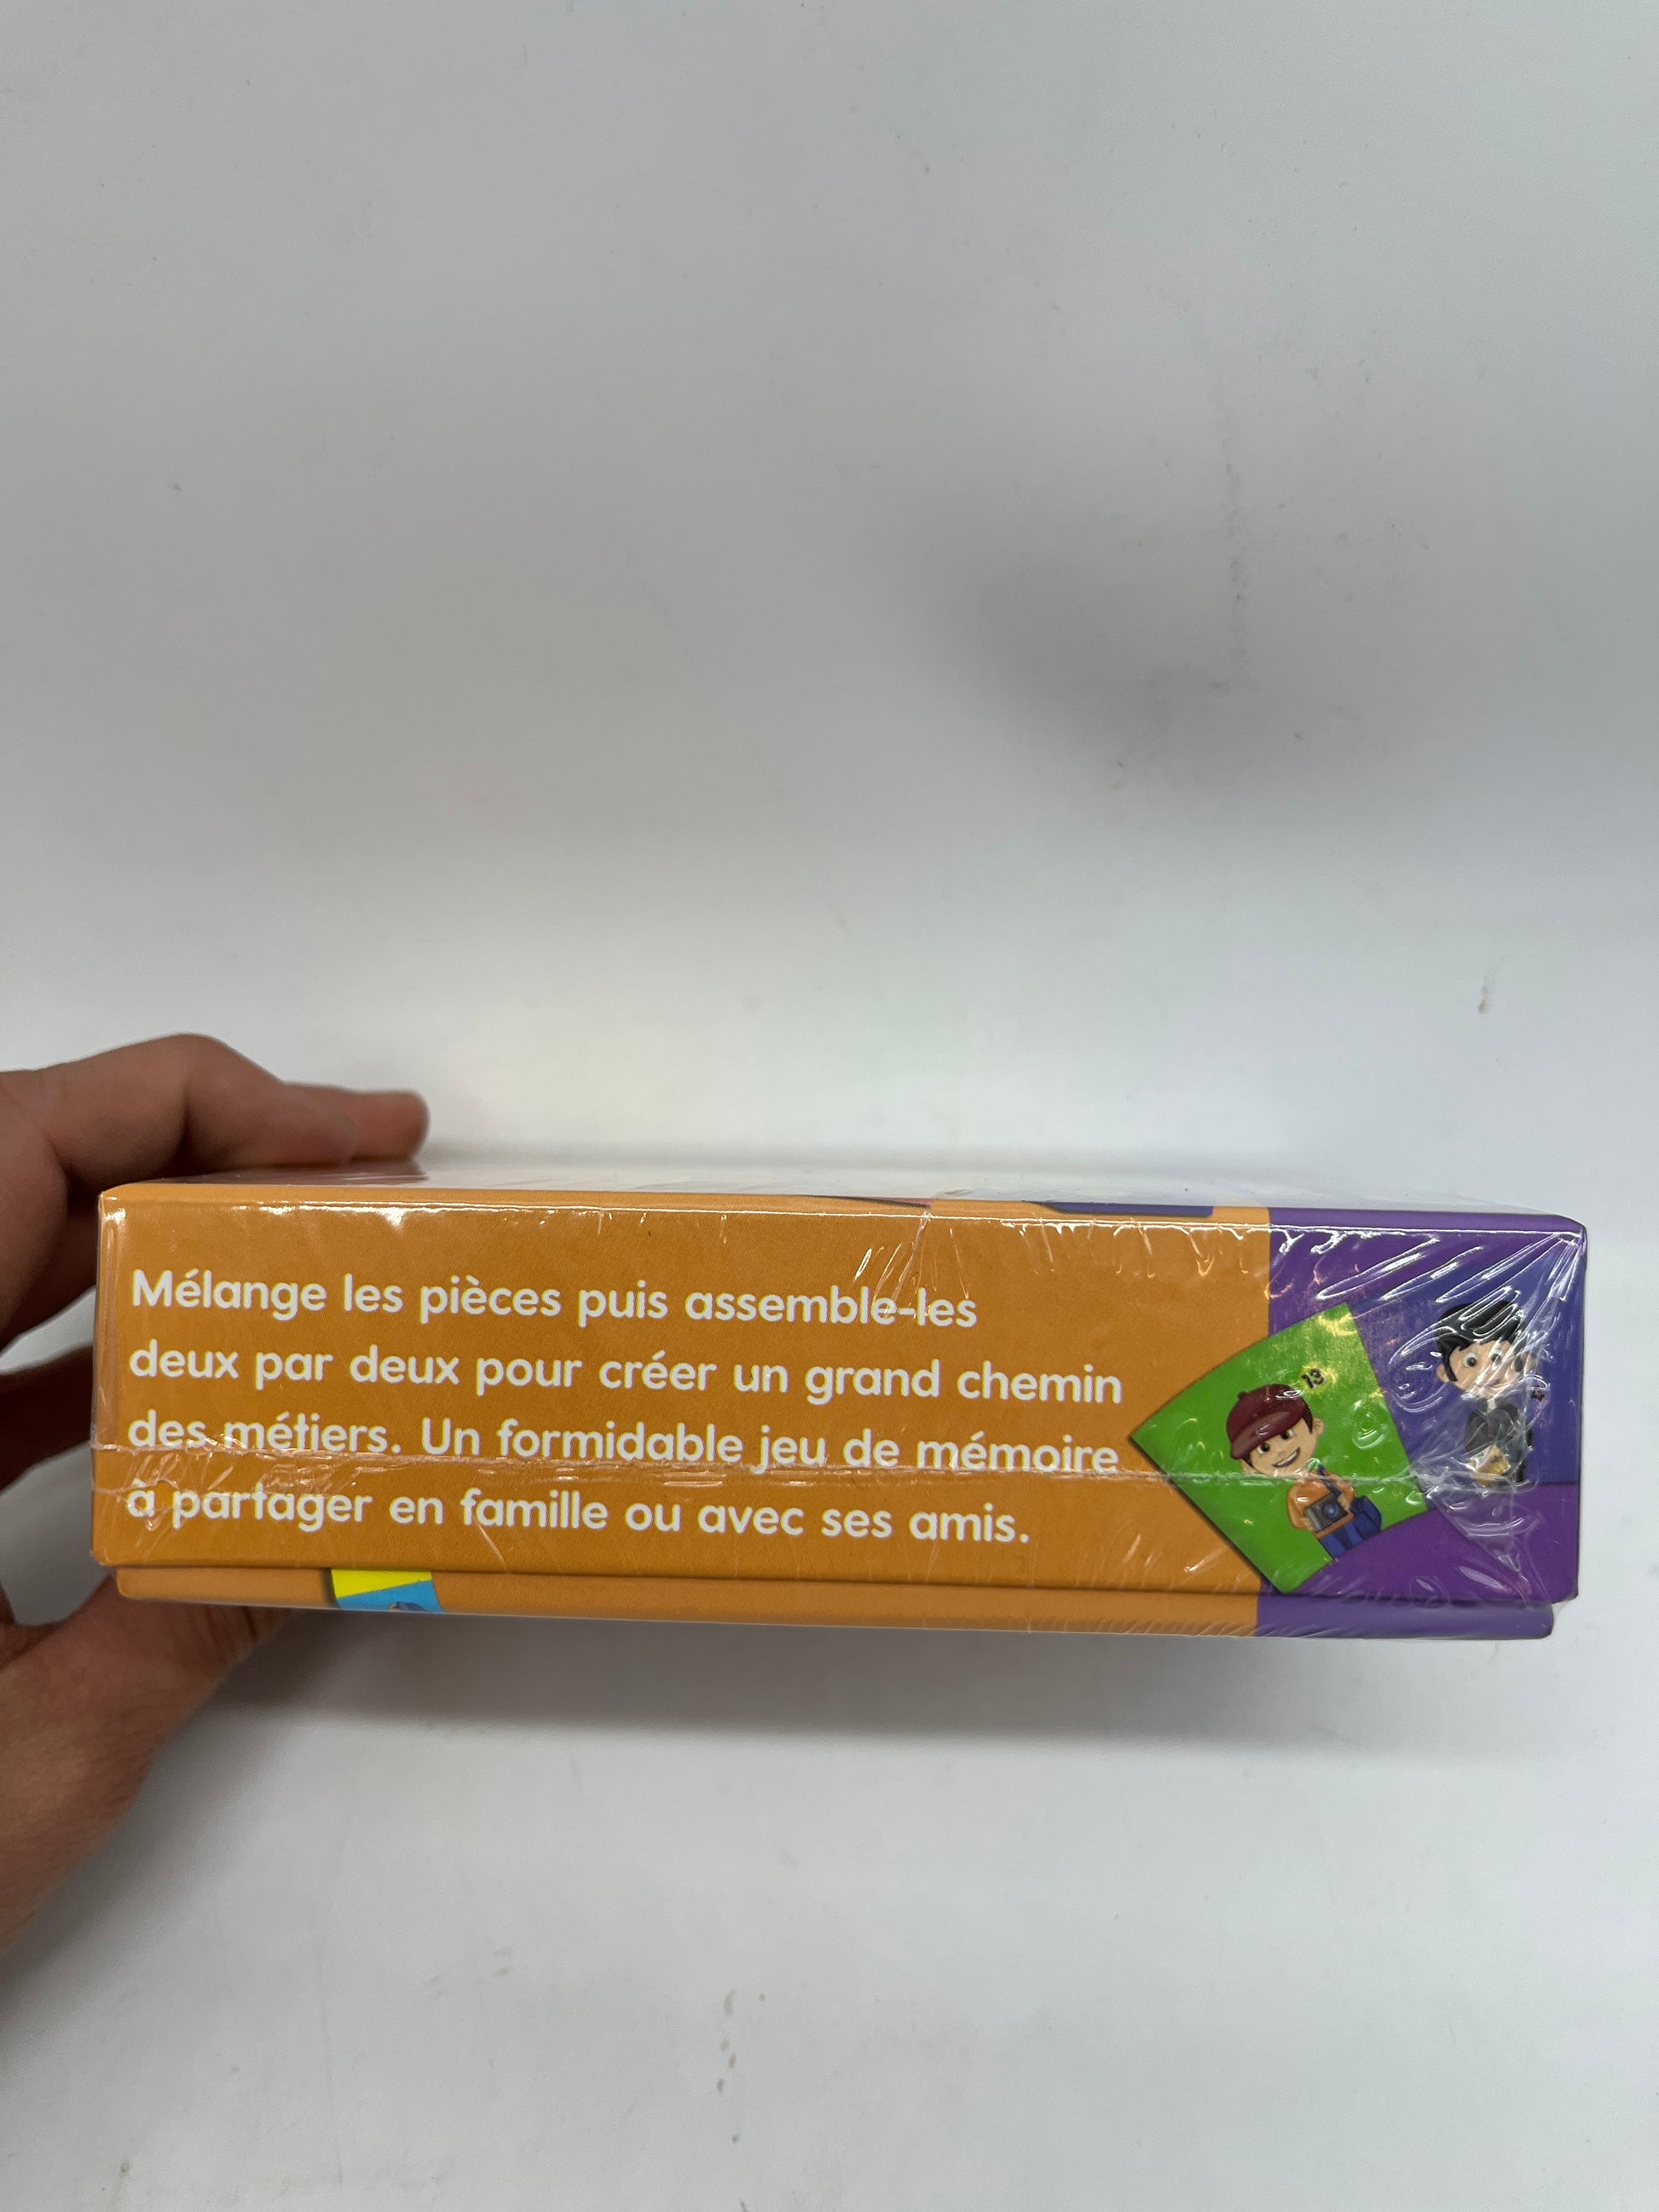 Mélange les pièces puis assemble-les
deux par deux pour créer un grand chemin
des métiers. Un formidable jeu de mémoire
à partager en famille ou avec ses amis.
13